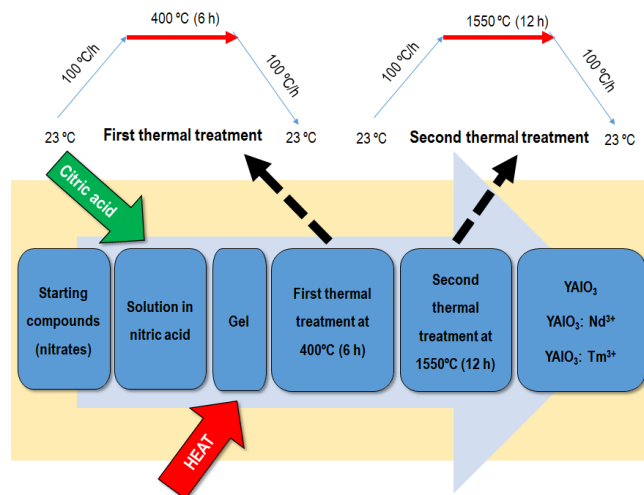 400 ºC (6 h)
100 ºC/h
100 ºC/h
23 ºC
First thermal treatment
23 ºC
1550 ºC (12 h)
100 ºC/h
100 ºC/h
23 ºC
Second thermal treatment
23 ºC
Citric acid
Starting
compounds
(nitrates)
Solution in
nitric acid
Gel
First thermal
treatment at
400ºC (6 h)
Second
thermal
treatment at
1550ºC (12 h)
YAlO₃
YAlO₃: Nd³⁺
YAlO₃: Tm³⁺
HEAT